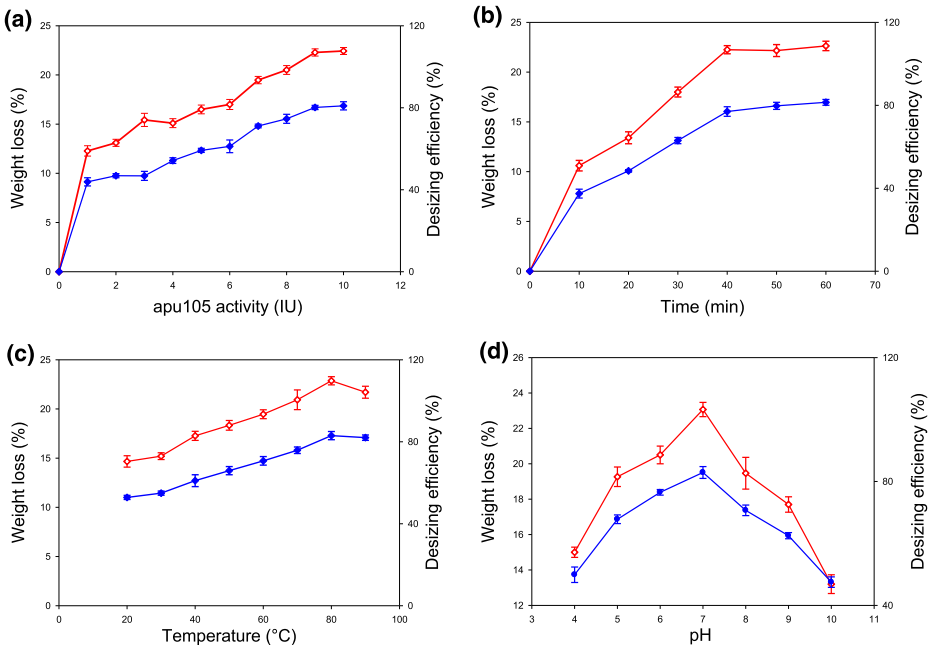 (a)
Weight loss (%)
25
20
15
10
5
0
120
80
40
0
Desizing efficiency (%)
0 2 4 6 8 10 12
apu105 activity (IU)
(b)
Weight loss (%)
25
20
15
10
5
0
120
80
40
0
Desizing efficiency (%)
0 10 20 30 40 50 60 70
Time (min)
(c)
Weight loss (%)
25
20
15
10
5
0
120
80
40
0
Desizing efficiency (%)
0 20 40 60 80 100
Temperature (°C)
(d)
Weight loss (%)
26
24
22
20
18
16
14
12
120
80
40
Desizing efficiency (%)
3 4 5 6 7 8 9 10 11
pH